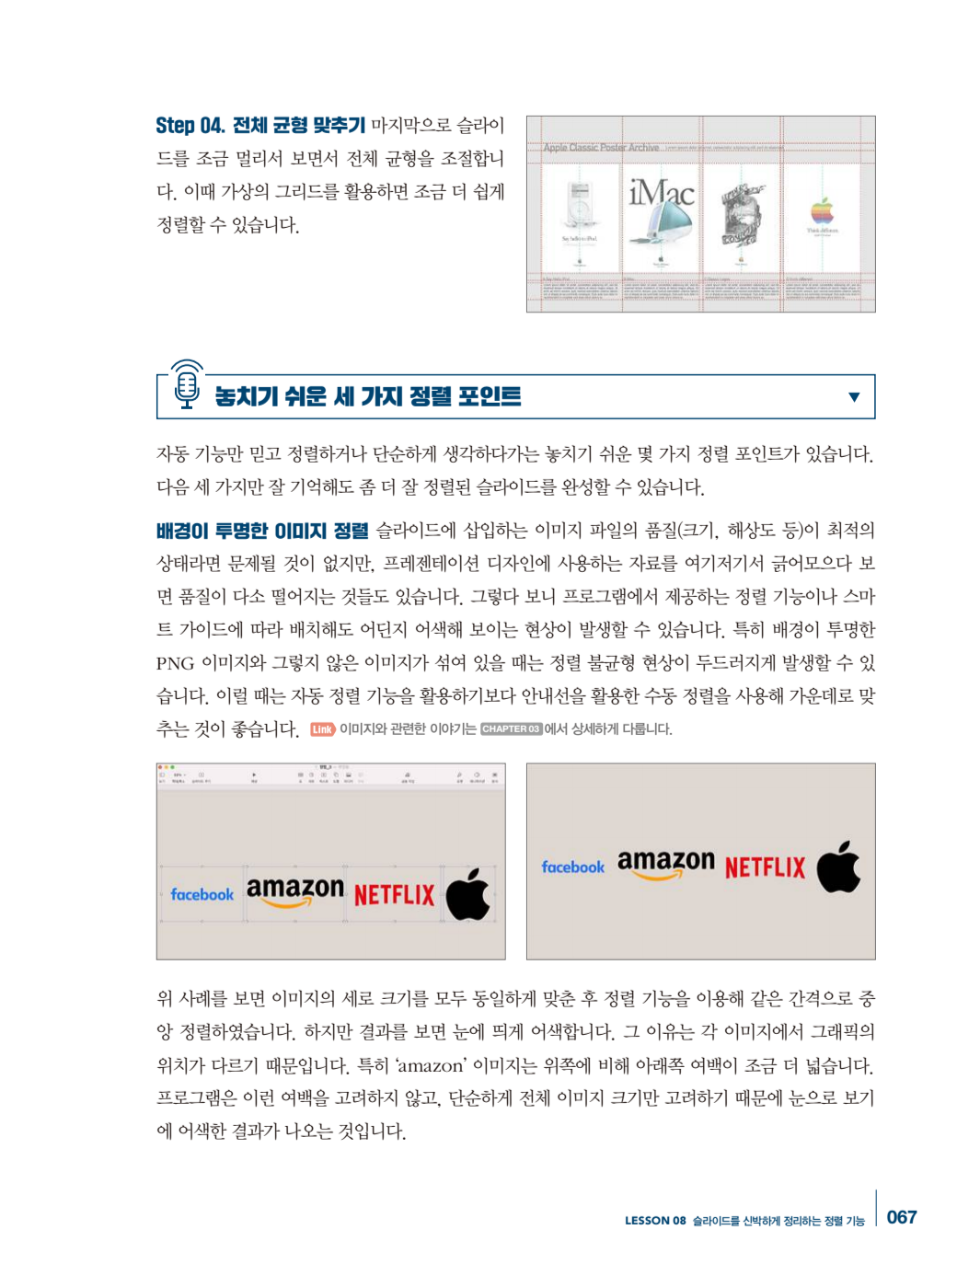 Step 04. 전체 균형 맞추기 마지막으로 슬라이
드를 조금 멀리서 보면서 전체 균형을 조절합니
다. 이때 가상의 그리드를 활용하면 조금 더 쉽게
정렬할 수 있습니다.
Apple Classic Poster Archive
iMac
Say hello to iPod.
Think different.
놓치기 쉬운 세 가지 정렬 포인트
자동 기능만 믿고 정렬하거나 단순하게 생각하다가는 놓치기 쉬운 몇 가지 정렬 포인트가 있습니다.
다음 세 가지만 잘 기억해도 좀 더 잘 정렬된 슬라이드를 완성할 수 있습니다.
배경이 투명한 이미지 정렬 슬라이드에 삽입하는 이미지 파일의 품질(크기, 해상도 등)이 최적의
상태라면 문제될 것이 없지만, 프레젠테이션 디자인에 사용하는 자료를 여기저기서 긁어모으다 보
면 품질이 다소 떨어지는 것들도 있습니다. 그렇다 보니 프로그램에서 제공하는 정렬 기능이나 스마
트 가이드에 따라 배치해도 어딘지 어색해 보이는 현상이 발생할 수 있습니다. 특히 배경이 투명한
PNG 이미지와 그렇지 않은 이미지가 섞여 있을 때는 정렬 불균형 현상이 두드러지게 발생할 수 있
습니다. 이럴 때는 자동 정렬 기능을 활용하기보다 안내선을 활용한 수동 정렬을 사용해 가운데로 맞
추는 것이 좋습니다. Link 이미지와 관련한 이야기는 CHAPTER 03 에서 상세하게 다룹니다.
facebook amazon NETFLIX
facebook amazon NETFLIX
위 사례를 보면 이미지의 세로 크기를 모두 동일하게 맞춘 후 정렬 기능을 이용해 같은 간격으로 중
앙 정렬하였습니다. 하지만 결과를 보면 눈에 띄게 어색합니다. 그 이유는 각 이미지에서 그래픽의
위치가 다르기 때문입니다. 특히 ‘amazon’ 이미지는 위쪽에 비해 아래쪽 여백이 조금 더 넓습니다.
프로그램은 이런 여백을 고려하지 않고, 단순하게 전체 이미지 크기만 고려하기 때문에 눈으로 보기
에 어색한 결과가 나오는 것입니다.
LESSON 08 슬라이드를 신박하게 정리하는 정렬 기능 067